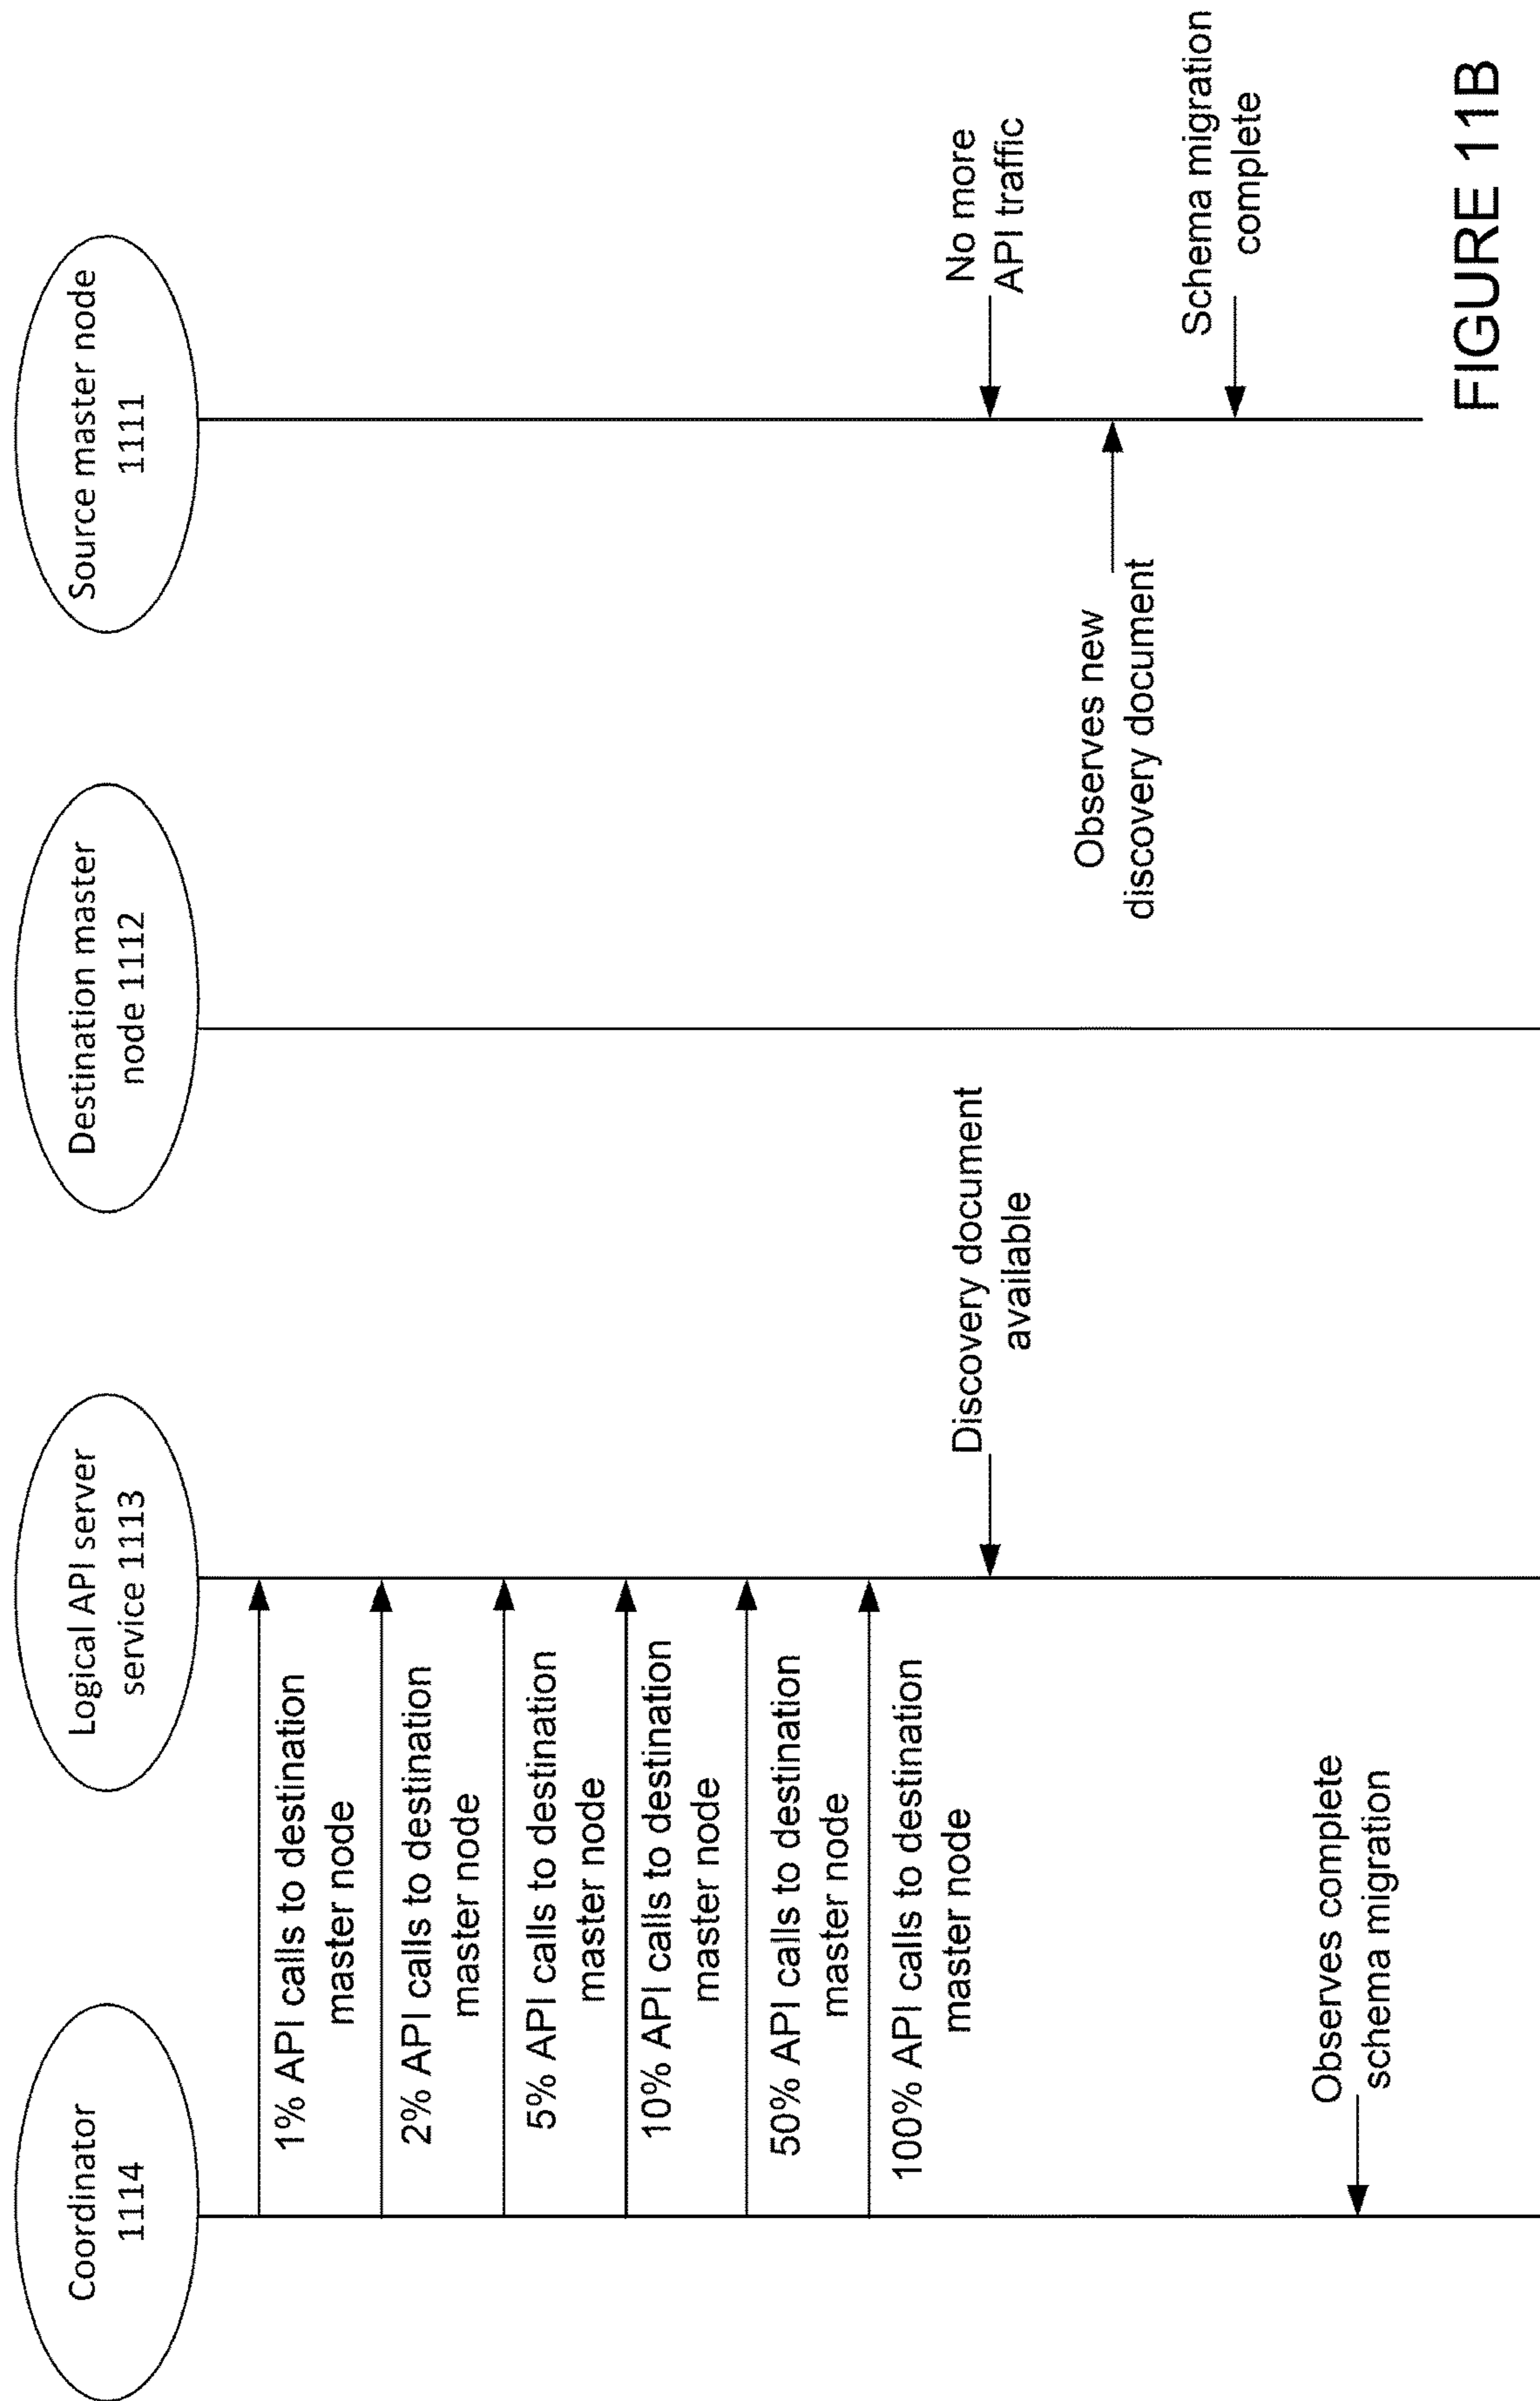 Coordinator
1114
Logical API server
service 1113
Destination master
node 1112
Source master node
1111
1% API calls to destination
master node
2% API calls to destination
master node
5% API calls to destination
master node
10% API calls to destination
master node
50% API calls to destination
master node
100% API calls to destination
master node
Discovery document
available
No more
API traffic
Observes new
discovery document
Schema migration
complete
Observes complete
schema migration
FIGURE 11B